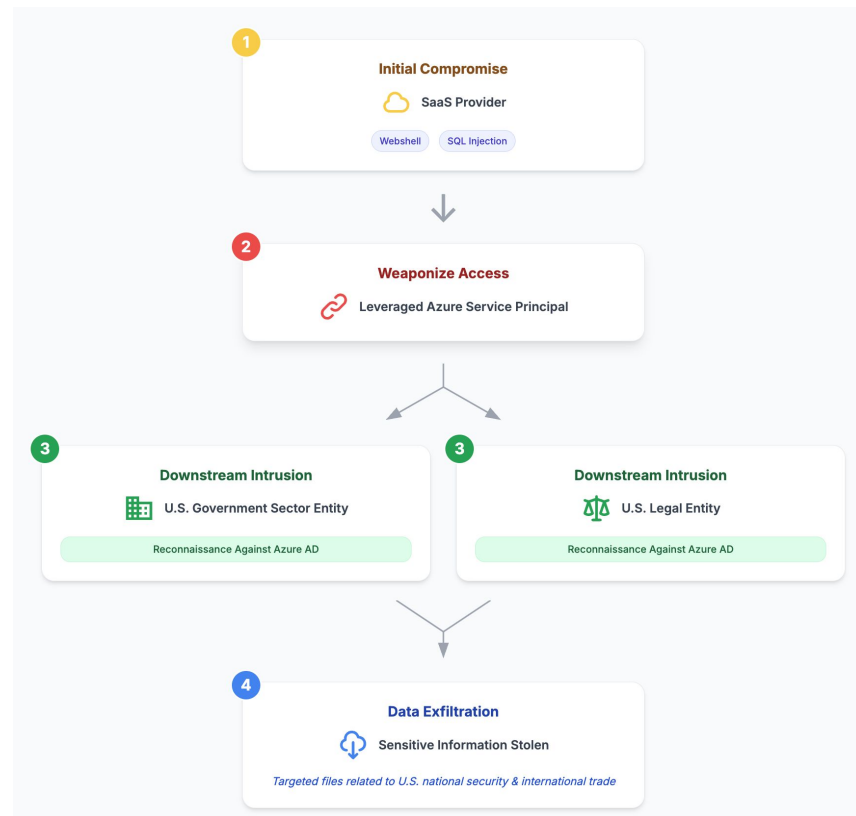 1
Initial Compromise
SaaS Provider
Webshell
SQL Injection
2
Weaponize Access
Leveraged Azure Service Principal
3
Downstream Intrusion
U.S. Government Sector Entity
Reconnaissance Against Azure AD
3
Downstream Intrusion
U.S. Legal Entity
Reconnaissance Against Azure AD
4
Data Exfiltration
Sensitive Information Stolen
Targeted files related to U.S. national security & international trade